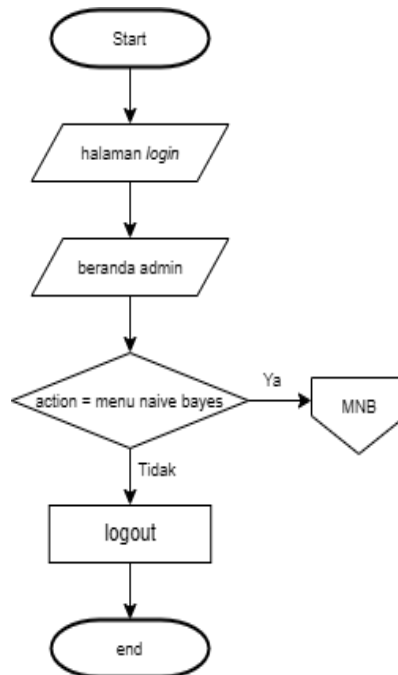 Start
halaman login
beranda admin
action = menu naive bayes
Ya
MNB
Tidak
logout
end